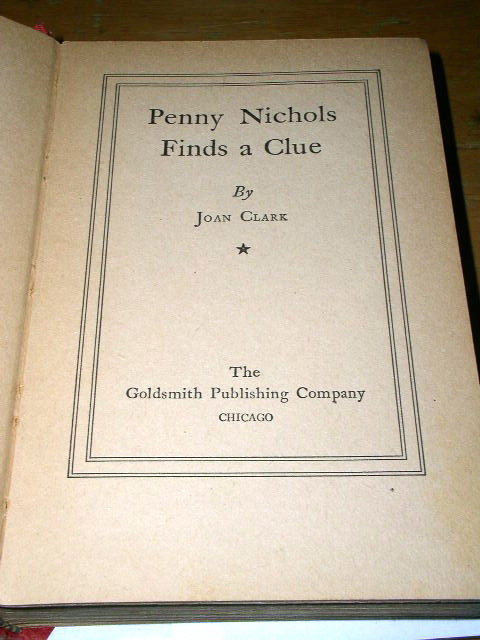 Penny Nichols
Finds a Clue
By
Joan Clark
The
Goldsmith Publishing Company
CHICAGO